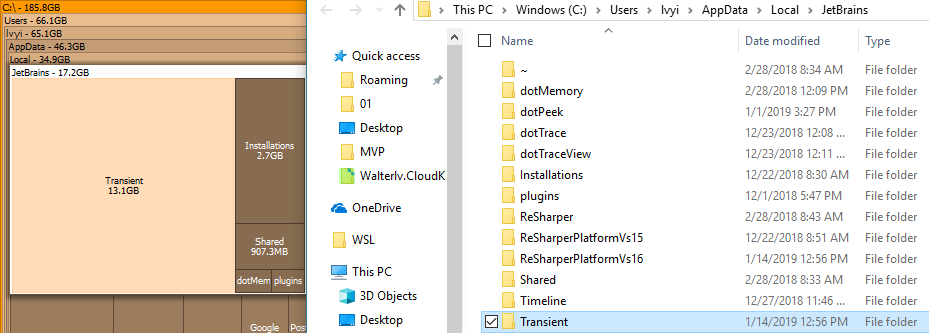 C:\ - 185.8GB
Users - 66.1GB
lvyi - 65.1GB
AppData - 46.3GB
Local - 34.9GB
JetBrains - 17.2GB
Transient
13.1GB
Installations
2.7GB
Shared
907.3MB
dotMem
plugins
Google
Pos
This PC > Windows (C:) > Users > lvyi > AppData > Local > JetBrains
Quick access
Roaming
01
Desktop
MVP
Walterlv.CloudK
OneDrive
WSL
This PC
3D Objects
Desktop
Name Date modified Type
~ 2/28/2018 8:34 AM File folder
dotMemory 2/28/2018 12:09 PM File folder
dotPeek 1/1/2019 3:27 PM File folder
dotTrace 12/23/2018 12:08 ... File folder
dotTraceView 12/23/2018 12:11 ... File folder
Installations 12/22/2018 8:30 AM File folder
plugins 12/1/2018 5:47 PM File folder
ReSharper 2/28/2018 8:43 AM File folder
ReSharperPlatformVs15 12/22/2018 8:51 AM File folder
ReSharperPlatformVs16 1/14/2019 12:56 PM File folder
Shared 2/28/2018 8:33 AM File folder
Timeline 12/27/2018 11:46 ... File folder
Transient 1/14/2019 12:56 PM File folder